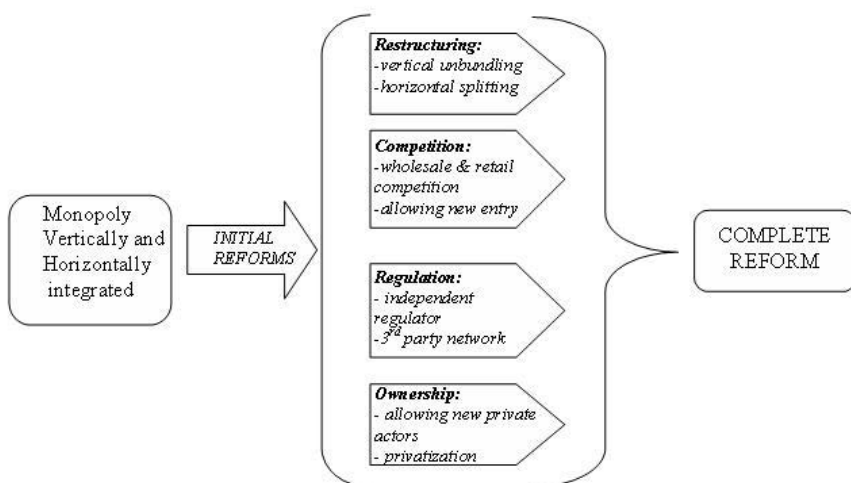 Monopoly
Vertically and
Horizontally
integrated
INITIAL
REFORMS
Restructuring:
-vertical unbundling
-horizontal splitting
Competition:
-wholesale & retail
competition
-allowing new entry
Regulation:
- independent
regulator
-3rd party network
Ownership:
- allowing new private
actors
- privatization
COMPLETE
REFORM